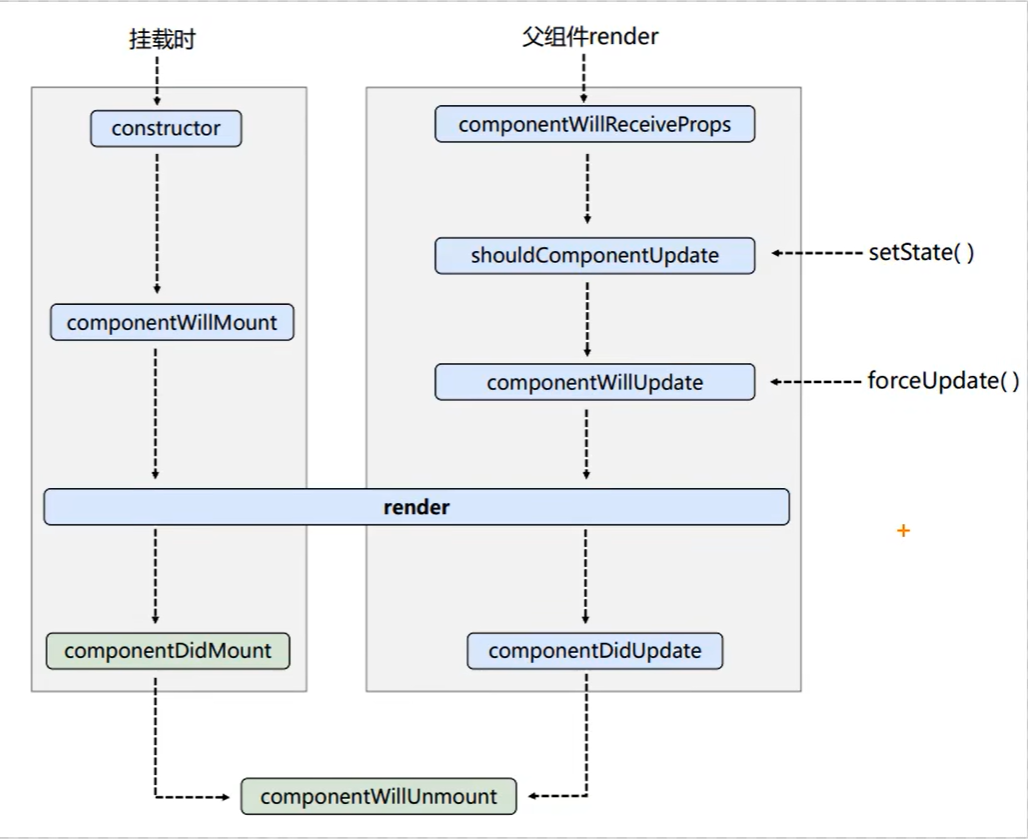 挂载时
父组件render
constructor
componentWillReceiveProps
shouldComponentUpdate
setState( )
componentWillMount
componentWillUpdate
forceUpdate( )
render
componentDidMount
componentDidUpdate
componentWillUnmount